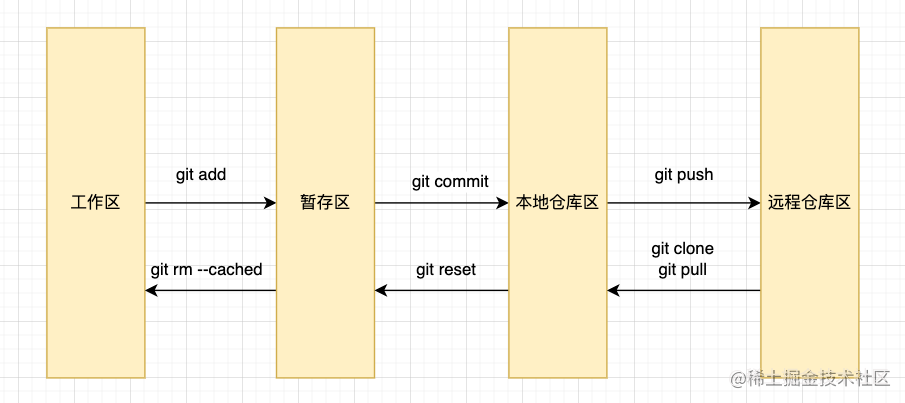 git add
git commit
git push
工作区
暂存区
本地仓库区
远程仓库区
git clone
git rm --cached
git reset
git pull
@稀土掘金技术社区